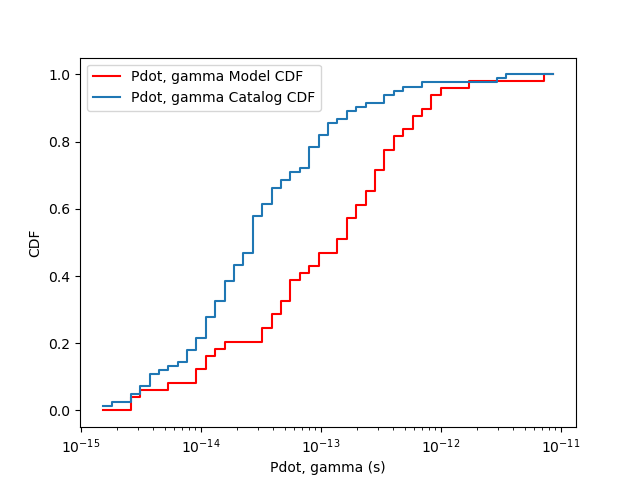 Pdot, gamma Model CDF
Pdot, gamma Catalog CDF
1.0
0.8
0.6
0.4
0.2
0.0
CDF
10⁻¹⁵ 10⁻¹⁴ 10⁻¹³ 10⁻¹² 10⁻¹¹
Pdot, gamma (s)